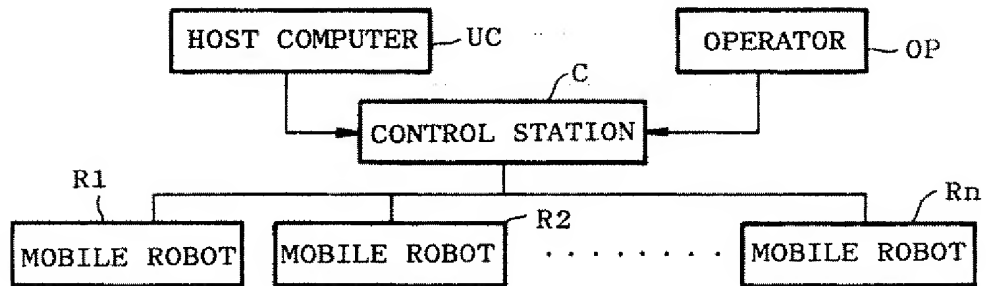 HOST COMPUTER UC
OPERATOR OP
C
CONTROL STATION
R1 R2 Rn
MOBILE ROBOT MOBILE ROBOT ........ MOBILE ROBOT